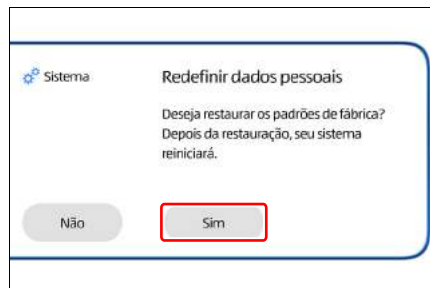 Sistema
Redefinir dados pessoais
Deseja restaurar os padrões de fábrica?
Depois da restauração, seu sistema
reiniciará.
Não
Sim